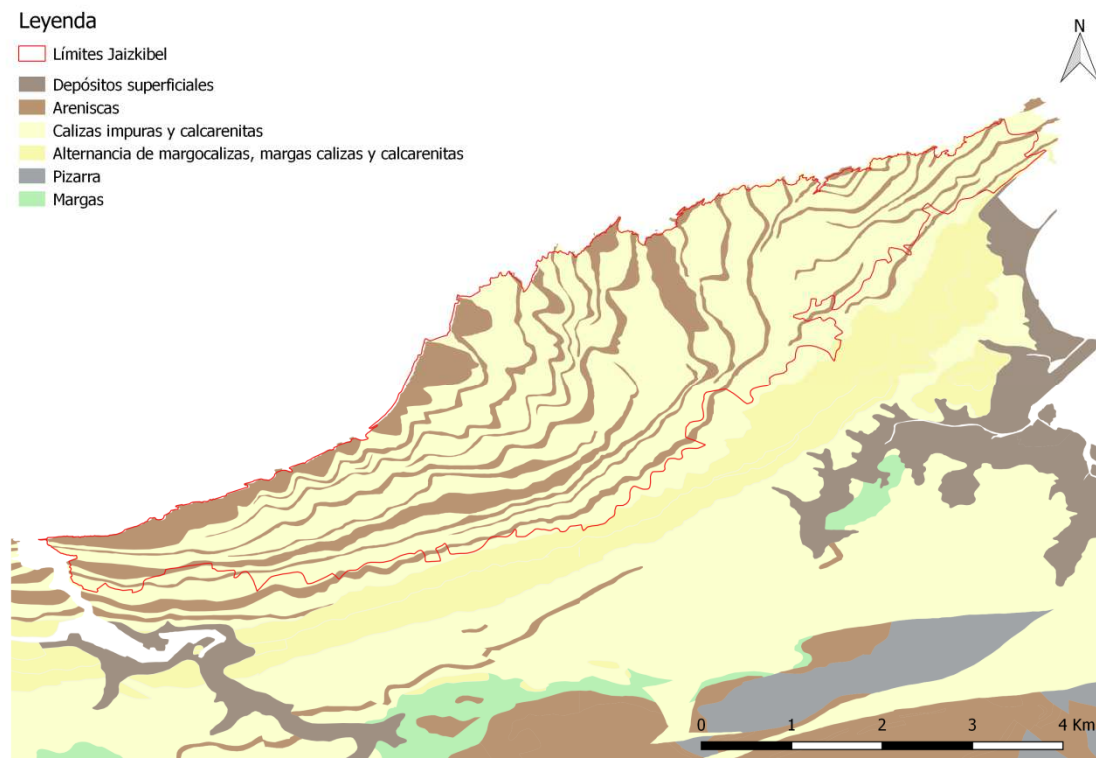 Leyenda
Límites Jaizkibel
Depósitos superficiales
Areniscas
Calizas impuras y calcarenitas
Alternancia de margocalizas, margas calizas y calcarenitas
Pizarra
Margas
N
0 1 2 3 4 Km